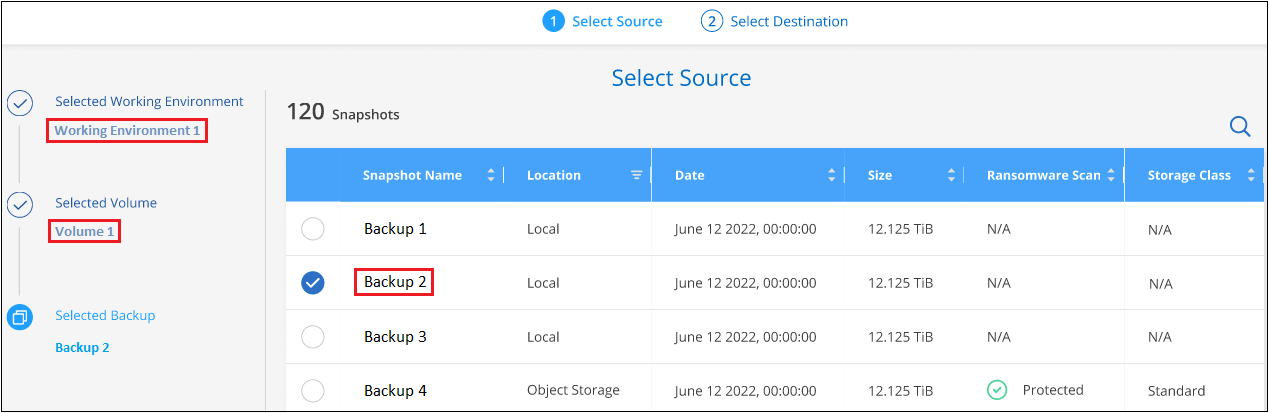 1 Select Source 2 Select Destination
Select Source
Selected Working Environment
Working Environment 1
Selected Volume
Volume 1
Selected Backup
Backup 2
120 Snapshots
Snapshot Name Location Date Size Ransomware Scan Storage Class
Backup 1 Local June 12 2022, 00:00:00 12.125 TiB N/A N/A
Backup 2 Local June 12 2022, 00:00:00 12.125 TiB N/A N/A
Backup 3 Local June 12 2022, 00:00:00 12.125 TiB N/A N/A
Backup 4 Object Storage June 12 2022, 00:00:00 12.125 TiB Protected Standard